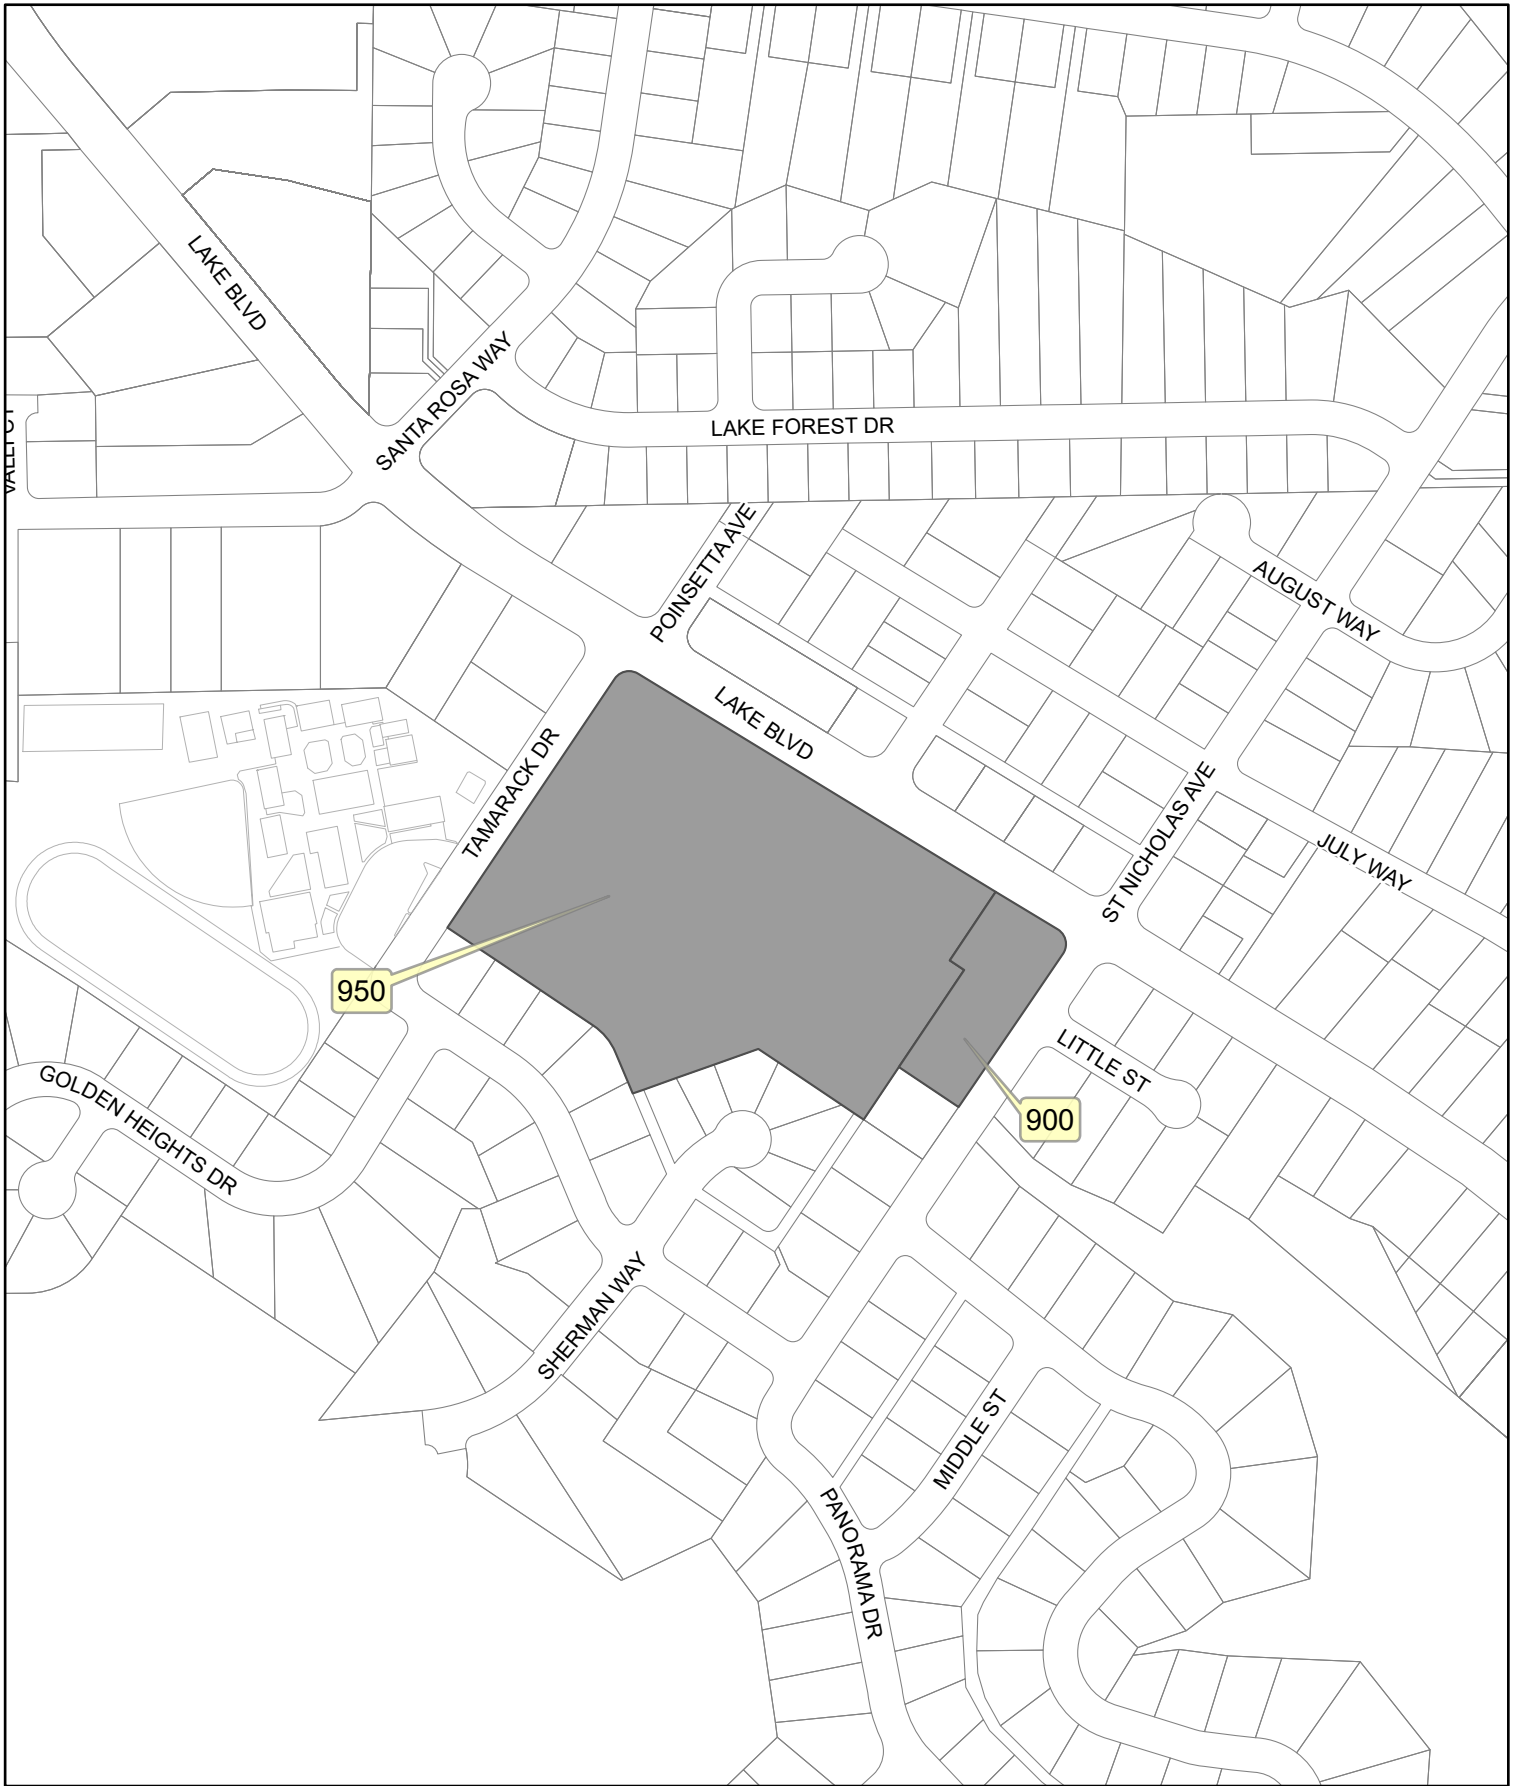 LAKE BLVD
SANTA ROSA WAY
LAKE FOREST DR
POINSETTA AVE
AUGUST WAY
LAKE BLVD
TAMARACK DR
ST NICHOLAS AVE
JULY WAY
950
LITTLE ST
GOLDEN HEIGHTS DR
900
SHERMAN WAY
MIDDLE ST
PANORAMA DR